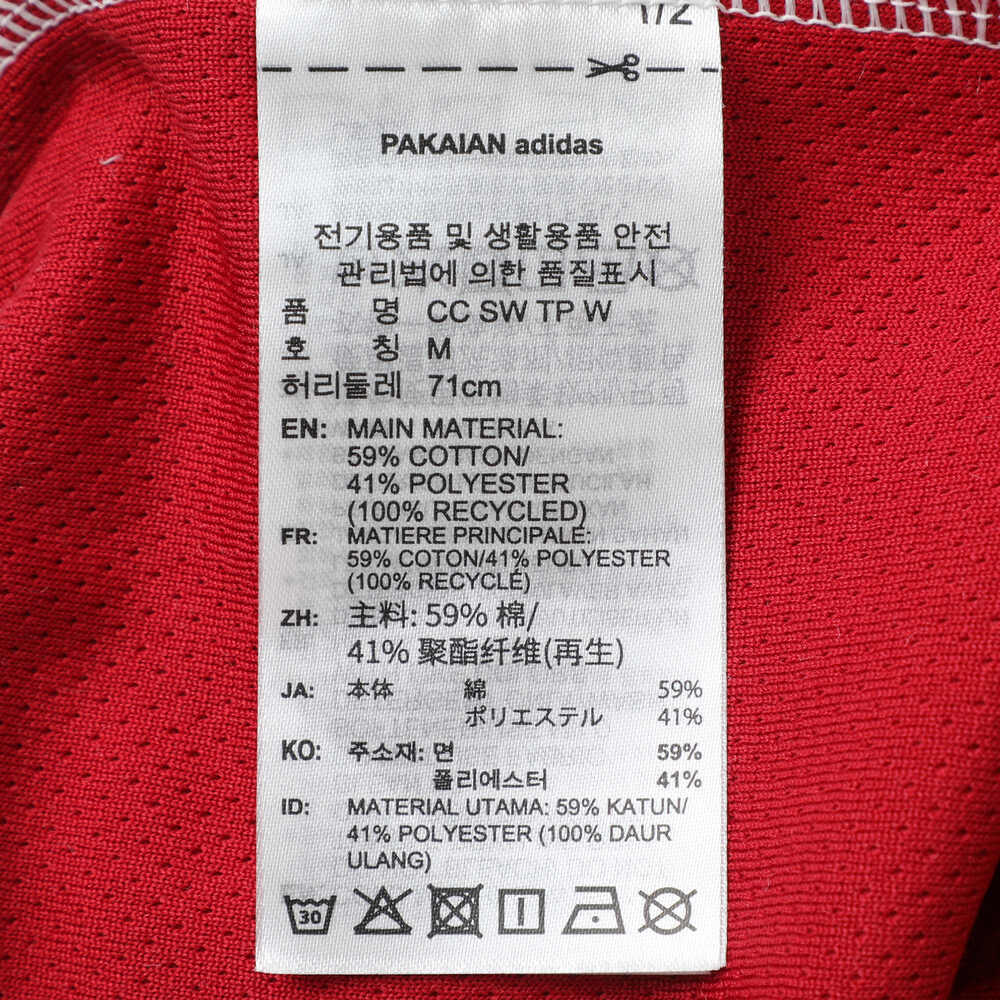 1/2
PAKAIAN adidas
전기용품 및 생활용품 안전
관리법에 의한 품질표시
품 명 CC SW TP W
호 칭 M
허리둘레 71cm
EN: MAIN MATERIAL:
59% COTTON/
41% POLYESTER
(100% RECYCLED)
FR: MATIERE PRINCIPALE:
59% COTON/41% POLYESTER
(100% RECYCLÉ)
ZH: 主料: 59% 棉/
41% 聚酯纤维(再生)
JA: 本体 綿 59%
ポリエステル 41%
KO: 주소재: 면 59%
폴리에스터 41%
ID: MATERIAL UTAMA: 59% KATUN/
41% POLYESTER (100% DAUR
ULANG)
30